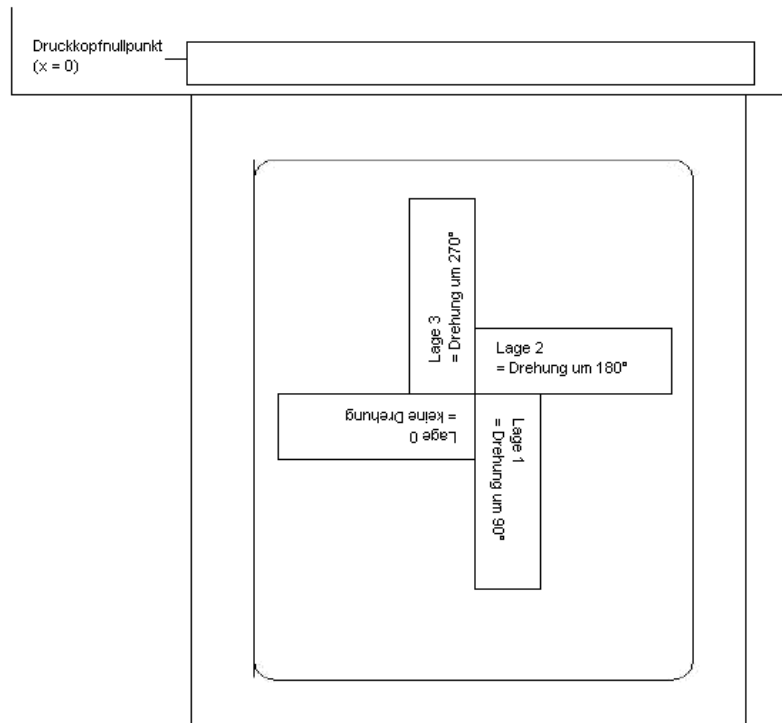 Druckkopfnullpunkt
(x = 0)
Lage 3
= Drehung um 270°
Lage 2
= Drehung um 180°
Lage 0
= keine Drehung
Lage 1
= Drehung um 90°